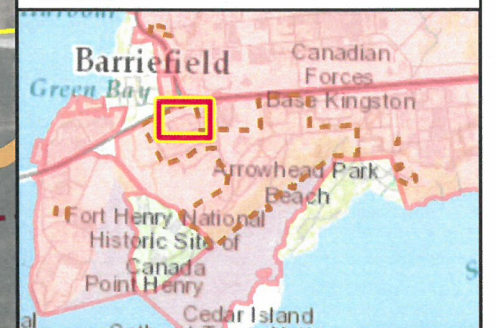 Barriefield
Green Bay
Canadian
Forces
Base Kingston
Arrowhead Park
Beach
Fort Henry National
Historic Site of
Canada
Point Henry
Cedar Island